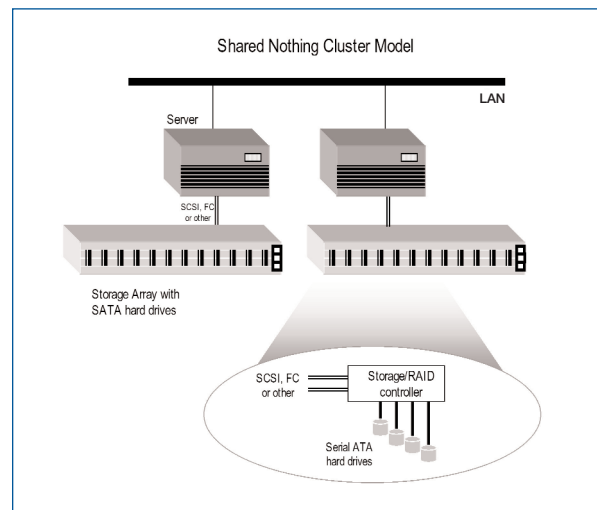 Shared Nothing Cluster Model
LAN
Server
SCSI, FC
or other
Storage Array with
SATA hard drives
SCSI, FC
or other
Storage/RAID
controller
Serial ATA
hard drives